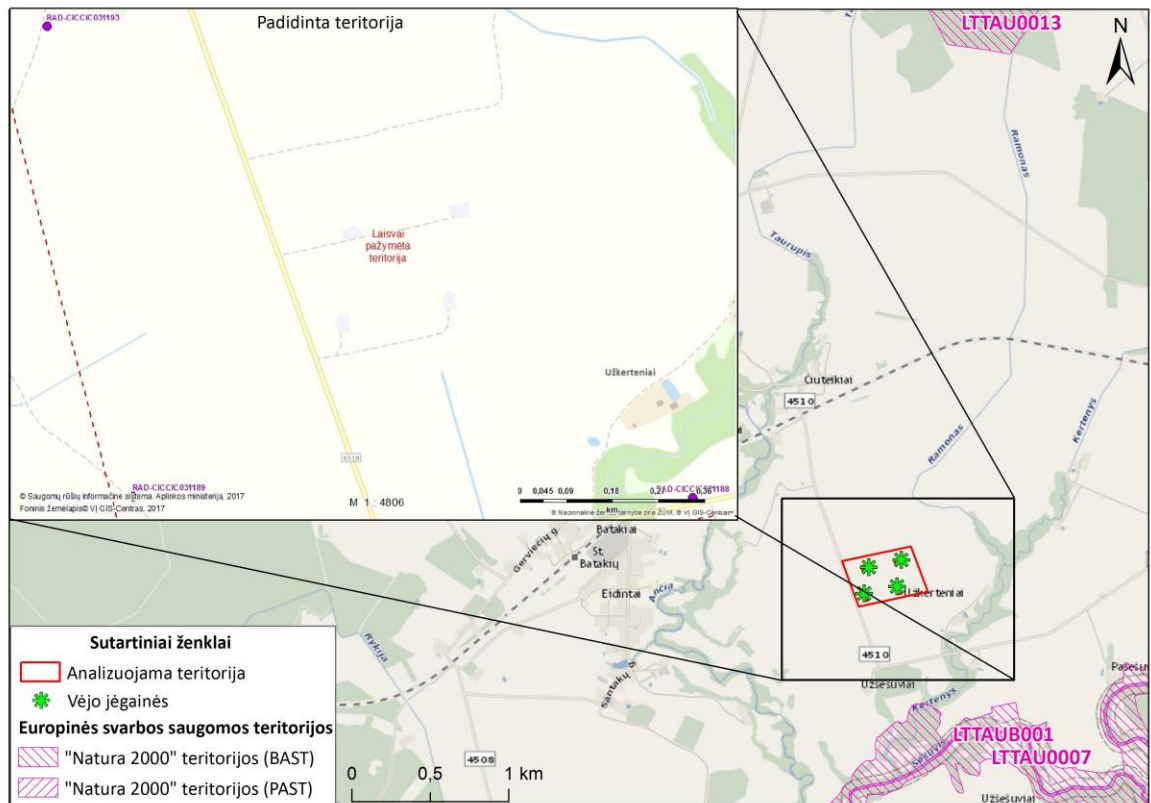 RAD-CICCIC031193
Padidinta teritorija
LTTAU0013
N
Ramonas
Taurupis
Laisvai
pažymėta
teritorija
Užkerteniai
Čiuteikiai
4510
Kertenys
Ramonas
4510
RAD-CICCIC031189
© Saugomų rūšių informacinė sistema. Aplinkos ministerija, 2017
Foninis žemėlapis© VĮ GIS-Centras, 2017
M 1 : 4806
0 0,045 0,09 0,18 0,27 0,36
km
Batakiai
Gerviečių g
St.
Batakių
Eidintai
Ančia
Užkerteniai
4510
Rykija
Santakų g
Užšešuviai
Kertenys
LTTAUB001
LTTAU0007
Šešuvis
4508
0 0,5 1 km
Užšešuviai
Sutartiniai ženklai
Analizuojama teritorija
Vėjo jėgainės
Europinės svarbos saugomos teritorijos
"Natura 2000" teritorijos (BAST)
"Natura 2000" teritorijos (PAST)